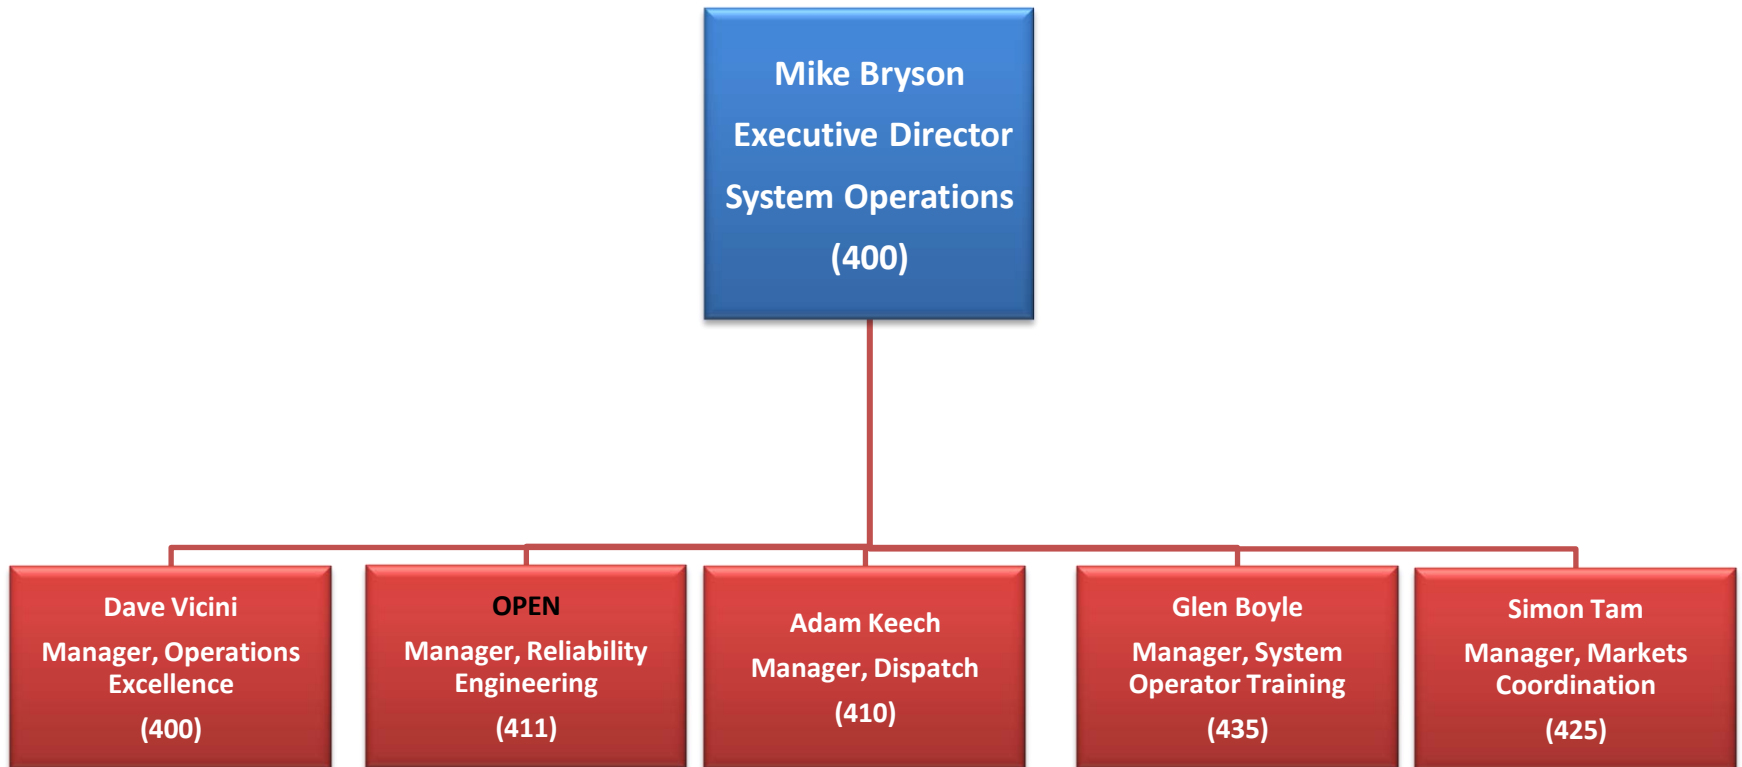 Mike Bryson
Executive Director
System Operations
(400)
Dave Vicini
Manager, Operations
Excellence
(400)
OPEN
Manager, Reliability
Engineering
(411)
Adam Keech
Manager, Dispatch
(410)
Glen Boyle
Manager, System
Operator Training
(435)
Simon Tam
Manager, Markets
Coordination
(425)